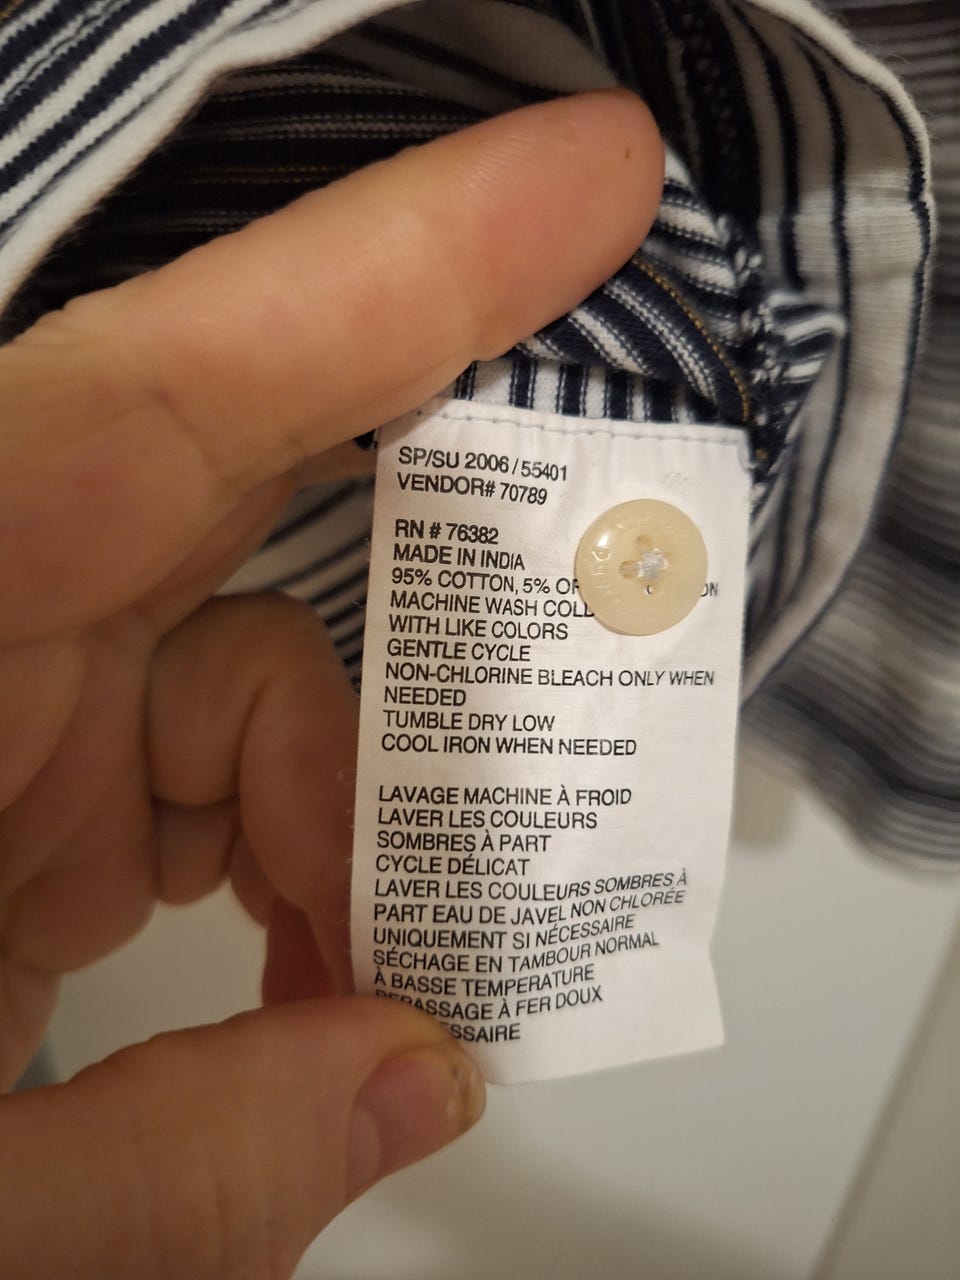 SP/SU 2006/55401
VENDOR# 70789
RN # 76382
MADE IN INDIA
95% COTTON, 5%
MACHINE WASH COLD
WITH LIKE COLORS
GENTLE CYCLE
NON-CHLORINE BLEACH ONLY WHEN
NEEDED
TUMBLE DRY LOW
COOL IRON WHEN NEEDED
LAVAGE MACHINE À FROID
LAVER LES COULEURS
SOMBRES À PART
CYCLE DÉLICAT
LAVER LES COULEURS SOMBRES À
PART EAU DE JAVEL NON CHLORÉE
UNIQUEMENT SI NÉCESSAIRE
SÉCHAGE EN TAMBOUR NORMAL
À BASSE TEMPERATURE
REPASSAGE À FER DOUX